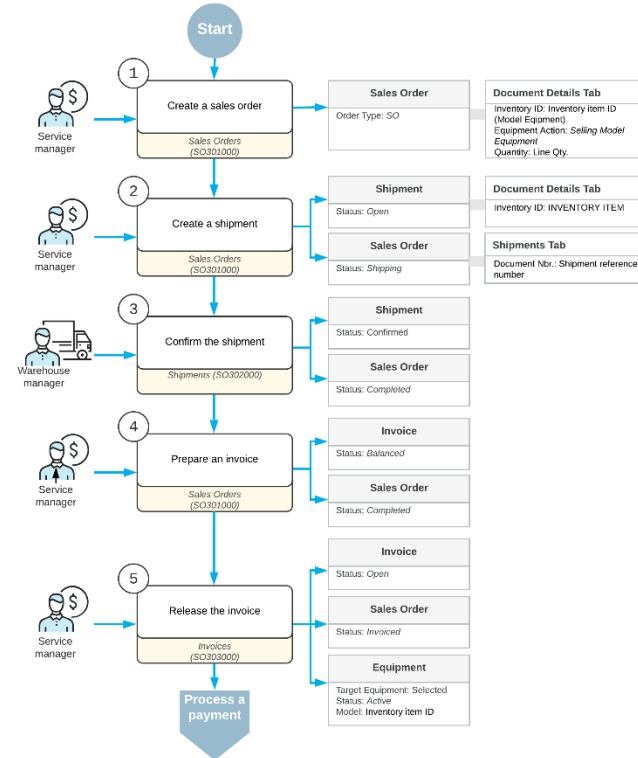 Start
1
Create a sales order
Sales Orders
(SO301000)
Service
manager
Sales Order
Order Type: SO
Document Details Tab
Inventory ID: Inventory item ID
(Model Eqipment)
Equipment Action: Selling Model
Equipment
Quantity: Line Qty.
2
Create a shipment
Sales Orders
(SO301000)
Service
manager
Shipment
Status: Open
Document Details Tab
Inventory ID: INVENTORY ITEM
Sales Order
Status: Shipping
Shipments Tab
Document Nbr.: Shipment reference
number
3
Confirm the shipment
Shipments (SO302000)
Warehouse
manager
Shipment
Status: Confirmed
Sales Order
Status: Completed
4
Prepare an invoice
Sales Orders
(SO301000)
Service
manager
Invoice
Status: Balanced
Sales Order
Status: Completed
5
Release the invoice
Invoices
(SO303000)
Service
manager
Invoice
Status: Open
Sales Order
Status: Invoiced
Equipment
Target Equipment: Selected
Status: Active
Model: Inventory item ID
Process a
payment